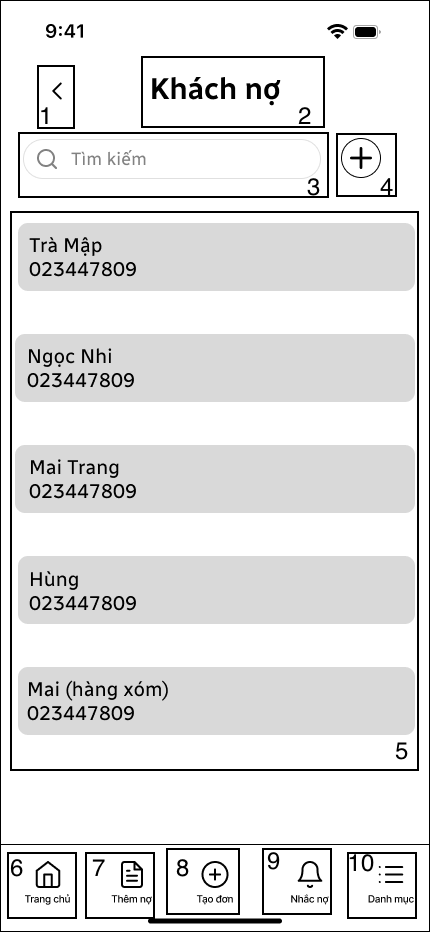 9:41
1
Khách nợ
2
Tìm kiếm
3
4
Trà Mập
023447809
Ngọc Nhi
023447809
Mai Trang
023447809
Hùng
023447809
Mai (hàng xóm)
023447809
5
6
Trang chủ
7
Thêm nợ
8
Tạo đơn
9
Nhắc nợ
10
Danh mục